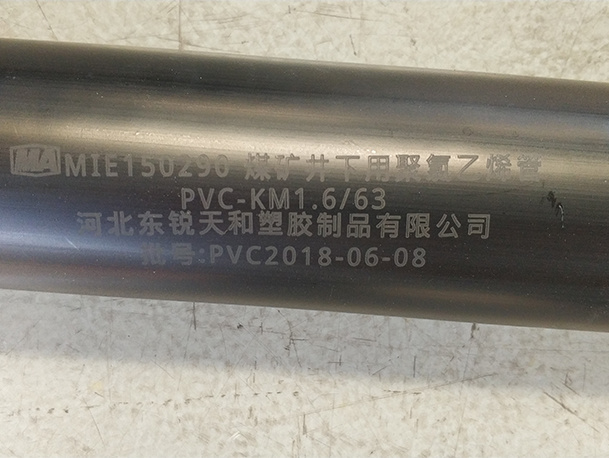 MA MIE150290 煤矿井下用聚氯乙烯管
PVC-KM1.6/63
河北东锐天和塑胶制品有限公司
批号:PVC2018-06-08